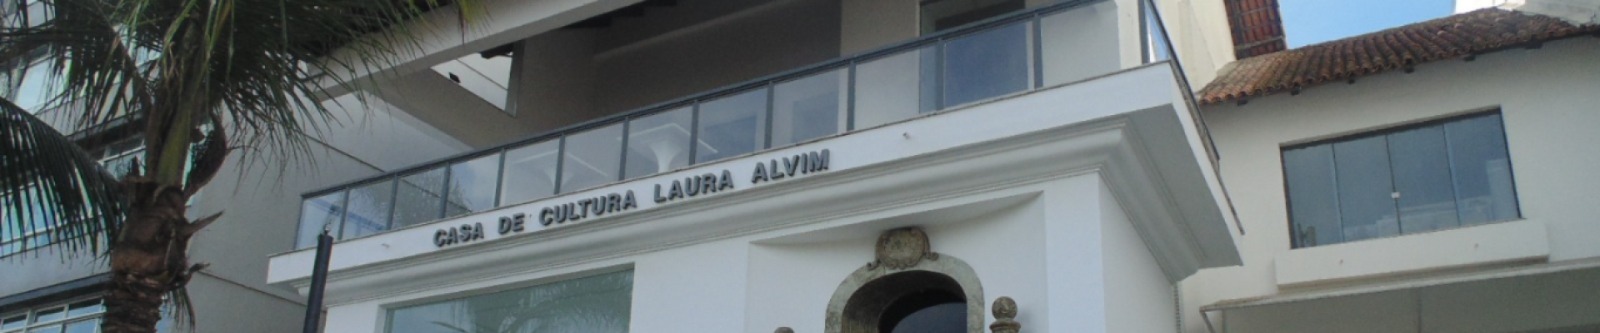 CASA DE CULTURA LAURA ALVIM